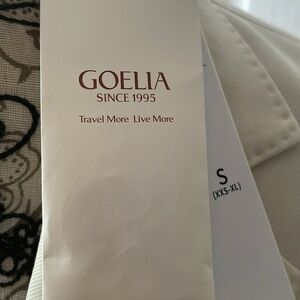 GOELIA
SINCE 1995
Travel More Live More
S
(XXS-XL)